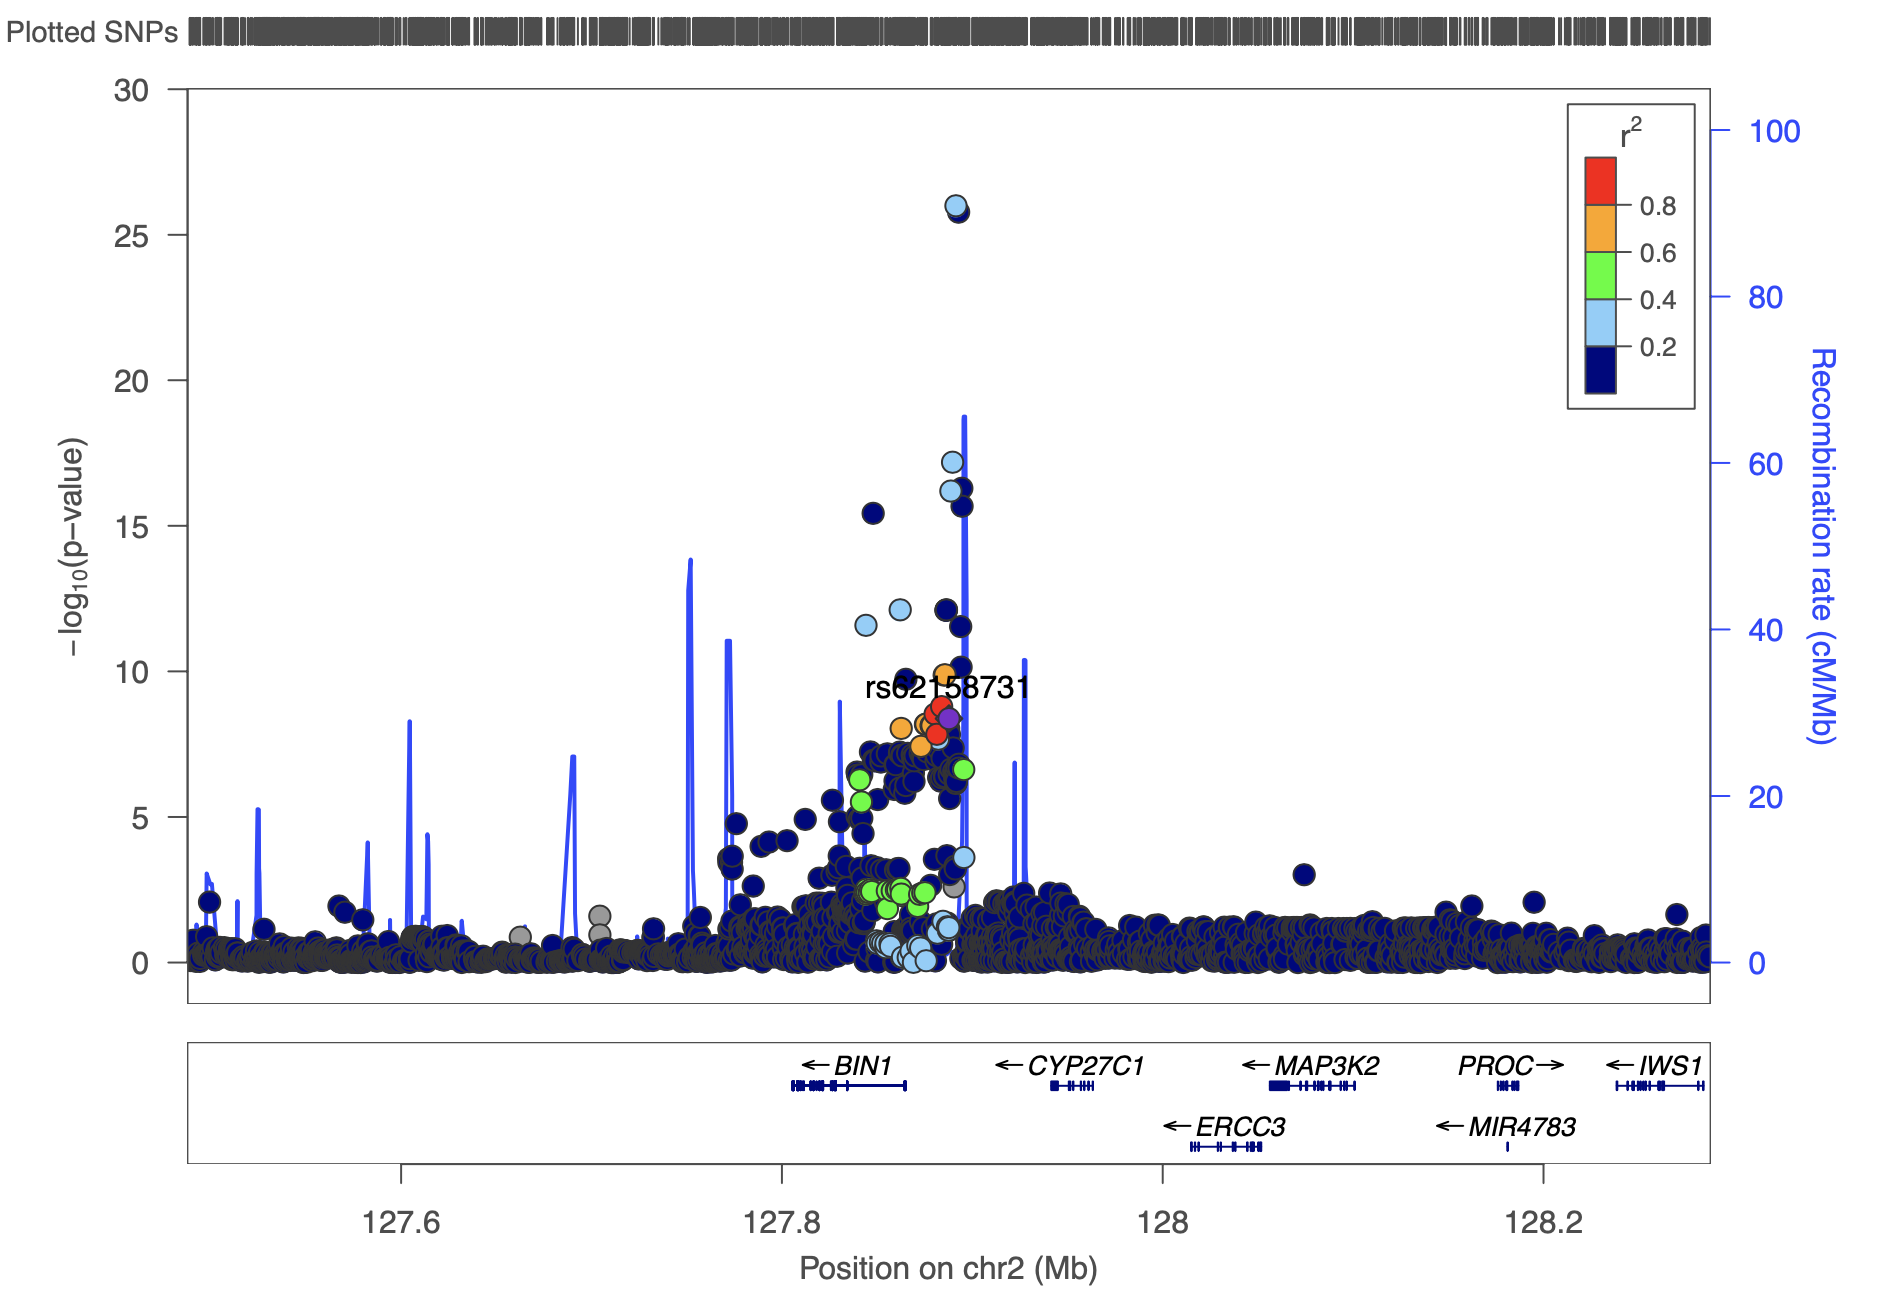 Plotted SNPs
30
25
20
15
10
5
0
−log10(p−value)
100
80
60
40
20
0
Recombination rate (cM/Mb)
r2
0.8
0.6
0.4
0.2
rs62158731
←BIN1
←CYP27C1
←MAP3K2
PROC→
←IWS1
←ERCC3
←MIR4783
127.6
127.8
128
128.2
Position on chr2 (Mb)